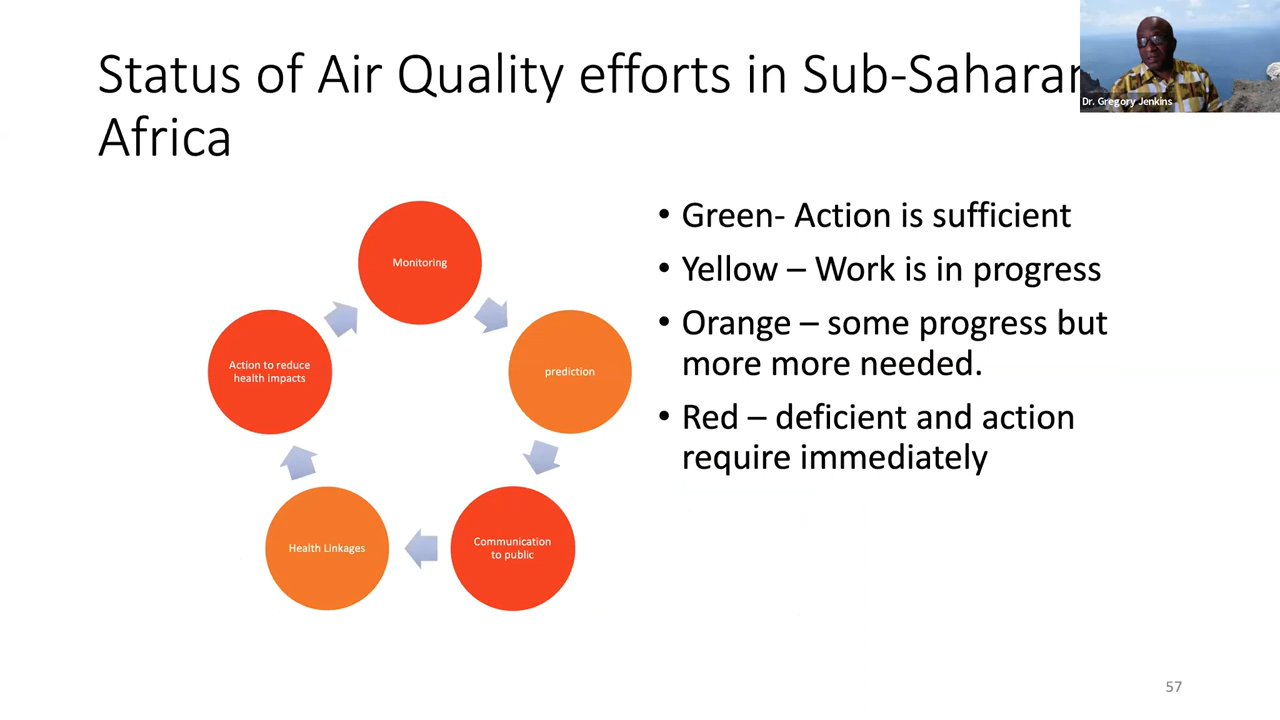 Status of Air Quality efforts in Sub-Saharan
Africa
Dr. Gregory Jenkins
Monitoring
prediction
Communication
to public
Health Linkages
Action to reduce
health impacts
• Green- Action is sufficient
• Yellow – Work is in progress
• Orange – some progress but
more more needed.
• Red – deficient and action
require immediately
57